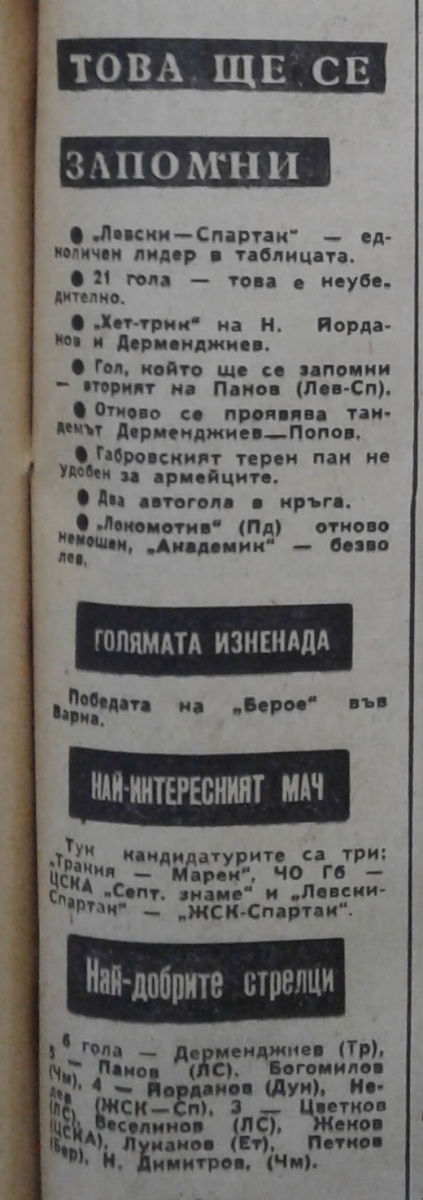 ТОВА ЩЕ СЕ
ЗАПОМНИ
● „Левски—Спартак“ — ед-
ноличен лидер в таблицата.
● 21 гола — това е неубе-
дително.
● „Хет-трик“ на Н. Йорда-
нов и Дерменджиев.
● Гол, който ще се запомни
— вторият на Панов (Лев-Сп).
● Отново се проявява тан-
демът Дерменджиев—Попов.
● Габровският терен пак не
удобен за армейците.
● Два автогола в кръга.
● „Локомотив“ (Пд) отново
немощен, „Академик“ — безво
лев.
ГОЛЯМАТА ИЗНЕНАДА
Победата на „Берое“ във
Варна.
НАЙ-ИНТЕРЕСНИЯТ МАЧ
Тук кандидатурите са три:
„Тракия — Марек“, ЧО Гб —
ЦСКА „Септ. знаме“ и „Левски-
Спартак“ — „ЖСК-Спартак“.
Най-добрите стрелци
6 гола — Дерменджиев (Тр),
5 — Панов (ЛС), Богомилов
(Чм), 4 — Йорданов (Дун), Не-
лев (ЖСК—Сп), 3 — Цветков
(ЛС), Веселинов (ЛС), Жеков
(ЦСКА), Луканов (Ет), Петков
(Бер), Н. Димитров, (Чм).